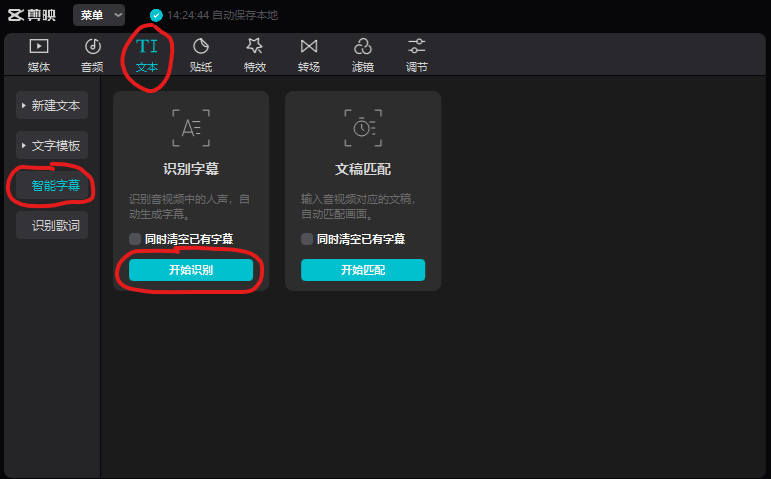 剪映 菜单 14:24:44 自动保存本地
媒体 音频 TI 文本 贴纸 特效 转场 滤镜 调节
新建文本
文字模板
智能字幕
识别歌词
A
识别字幕
识别音视频中的人声，自
动生成字幕。
同时清空已有字幕
开始识别
文稿匹配
输入音视频对应的文稿，
自动匹配画面。
同时清空已有字幕
开始匹配